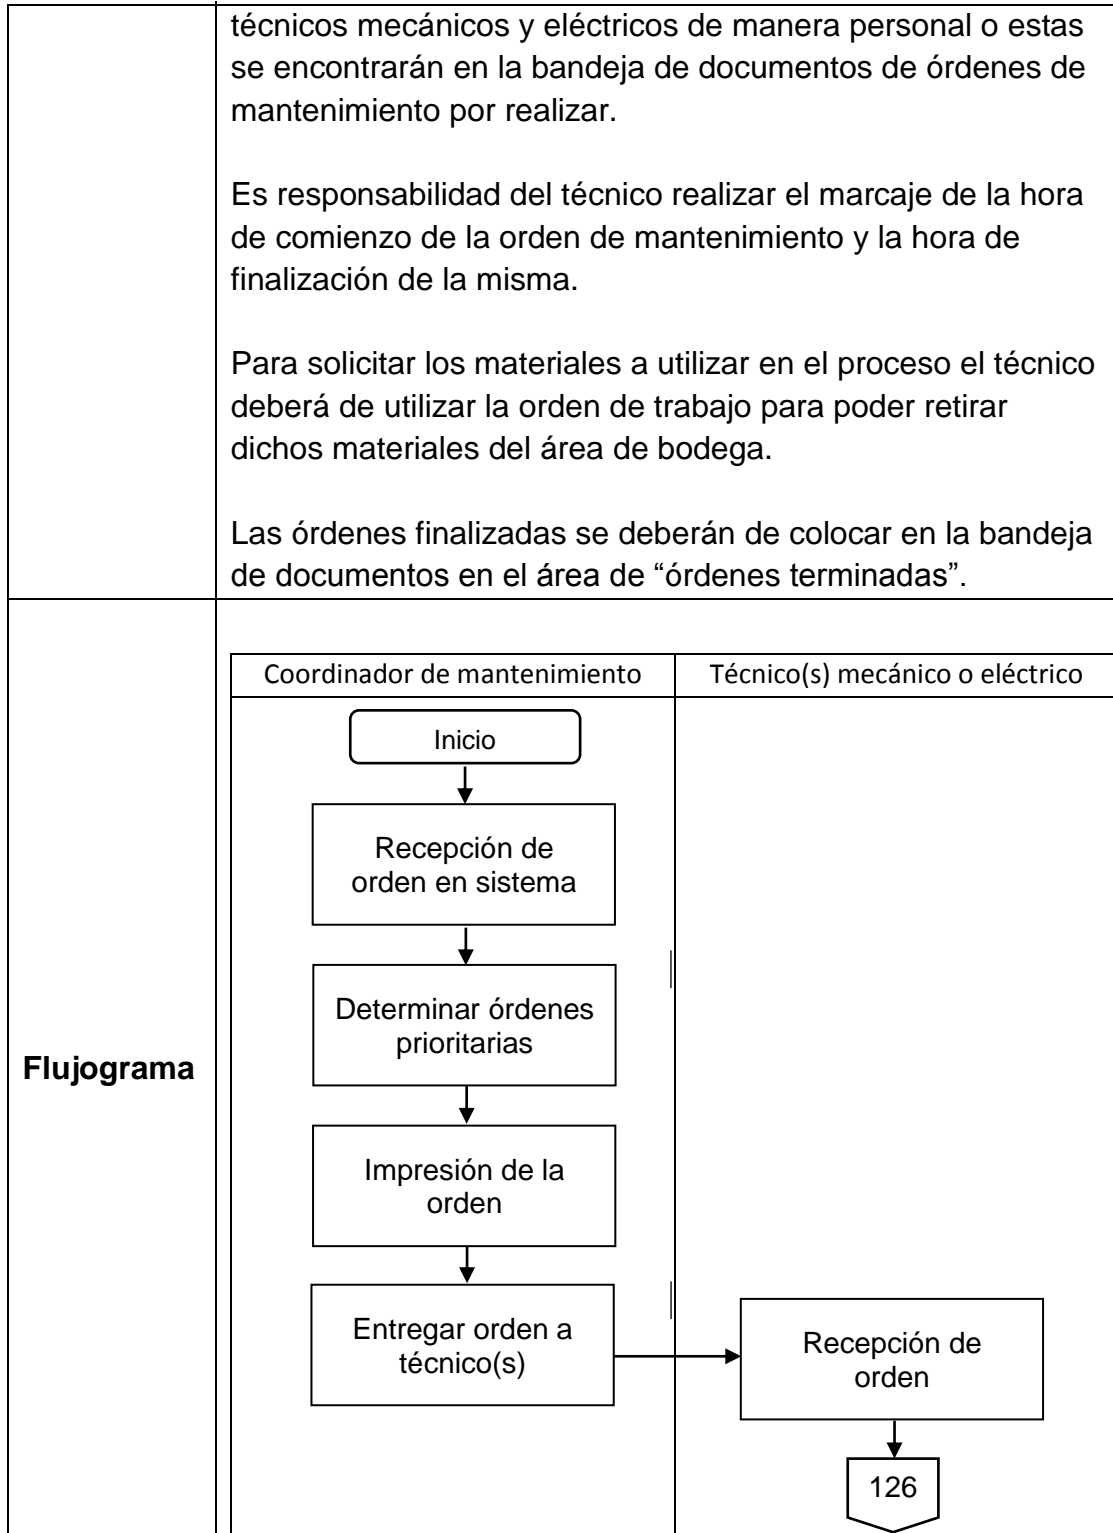 técnicos mecánicos y eléctricos de manera personal o estas
se encontrarán en la bandeja de documentos de órdenes de
mantenimiento por realizar.
Es responsabilidad del técnico realizar el marcaje de la hora
de comienzo de la orden de mantenimiento y la hora de
finalización de la misma.
Para solicitar los materiales a utilizar en el proceso el técnico
deberá de utilizar la orden de trabajo para poder retirar
dichos materiales del área de bodega.
Las órdenes finalizadas se deberán de colocar en la bandeja
de documentos en el área de “órdenes terminadas”.
Flujograma
Coordinador de mantenimiento
Técnico(s) mecánico o eléctrico
Inicio
Recepción de
orden en sistema
Determinar órdenes
prioritarias
Impresión de la
orden
Entregar orden a
técnico(s)
Recepción de
orden
126